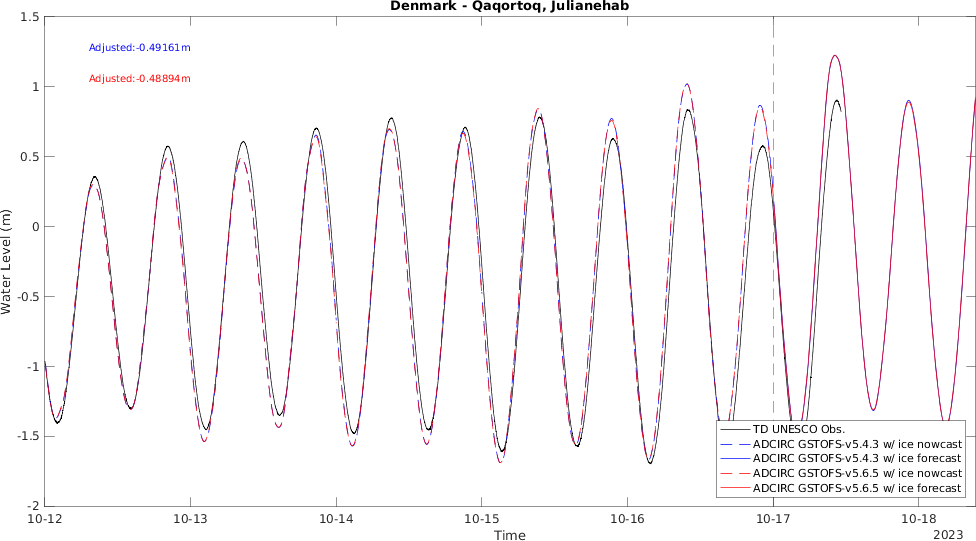 Denmark - Qaqortoq, Julianehab
Adjusted:-0.49161m
Adjusted:-0.48894m
1.5
1
0.5
0
-0.5
-1
-1.5
-2
Water Level (m)
TD UNESCO Obs.
ADCIRC GSTOFS-v5.4.3 w/ ice nowcast
ADCIRC GSTOFS-v5.4.3 w/ ice forecast
ADCIRC GSTOFS-v5.6.5 w/ ice nowcast
ADCIRC GSTOFS-v5.6.5 w/ ice forecast
10-12 10-13 10-14 10-15 10-16 10-17 10-18
Time
2023